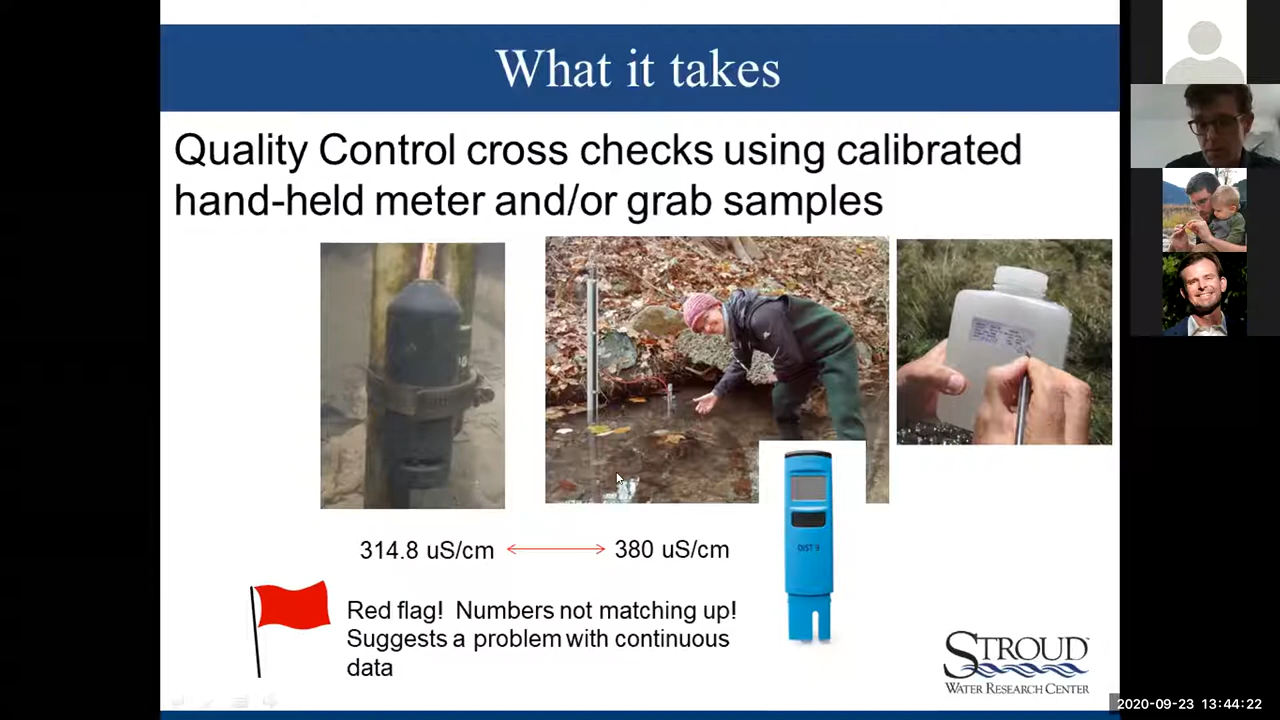 What it takes
Quality Control cross checks using calibrated
hand-held meter and/or grab samples
DIST 3
314.8 uS/cm
380 uS/cm
Red flag! Numbers not matching up!
Suggests a problem with continuous
data
STROUD
WATER RESEARCH CENTER
2020-09-23 13:44:22